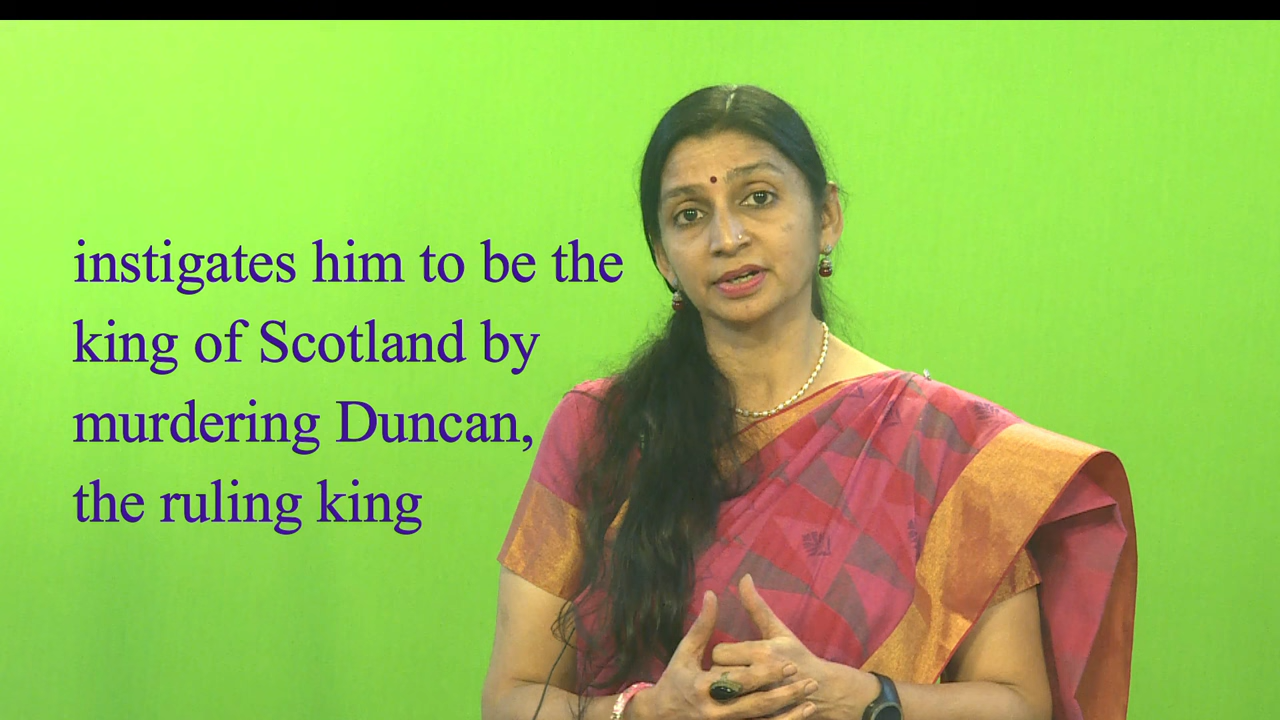 instigates him to be the
king of Scotland by
murdering Duncan,
the ruling king